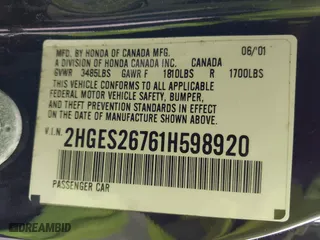 MFD. BY HONDA OF CANADA MFG.
A DIVISION OF HONDA CANADA INC. CANADA 06/01
GVWR 3485LBS GAWR F 1810LBS R 1700LBS
THIS VEHICLE CONFORMS TO ALL APPLICABLE
FEDERAL MOTOR VEHICLE SAFETY, BUMPER,
AND THEFT PREVENTION STANDARDS IN EFFECT
ON THE DATE OF MANUFACTURE SHOWN ABOVE.
V.I.N. 2HGES26761H598920
PASSENGER CAR
DREAMBID